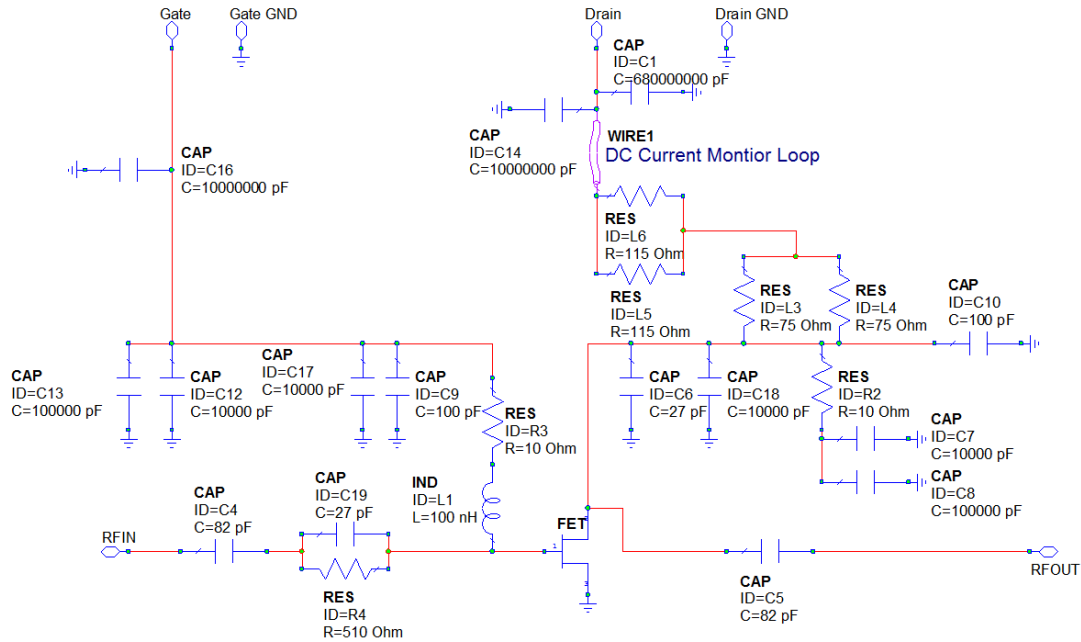 Gate
Gate GND
Drain
Drain GND
CAP
ID=C1
C=680000000 pF
CAP
ID=C14
C=10000000 pF
WIRE1
DC Current Montior Loop
CAP
ID=C16
C=10000000 pF
RES
ID=L6
R=115 Ohm
RES
ID=L5
R=115 Ohm
RES
ID=L3
R=75 Ohm
RES
ID=L4
R=75 Ohm
CAP
ID=C10
C=100 pF
CAP
ID=C13
C=100000 pF
CAP
ID=C12
C=10000 pF
CAP
ID=C17
C=10000 pF
CAP
ID=C9
C=100 pF
RES
ID=R3
R=10 Ohm
CAP
ID=C6
C=27 pF
CAP
ID=C18
C=10000 pF
RES
ID=R2
R=10 Ohm
CAP
ID=C7
C=10000 pF
CAP
ID=C8
C=100000 pF
CAP
ID=C4
C=82 pF
CAP
ID=C19
C=27 pF
IND
ID=L1
L=100 nH
FET
1
2
3
RFIN
RES
ID=R4
R=510 Ohm
CAP
ID=C5
C=82 pF
RFOUT